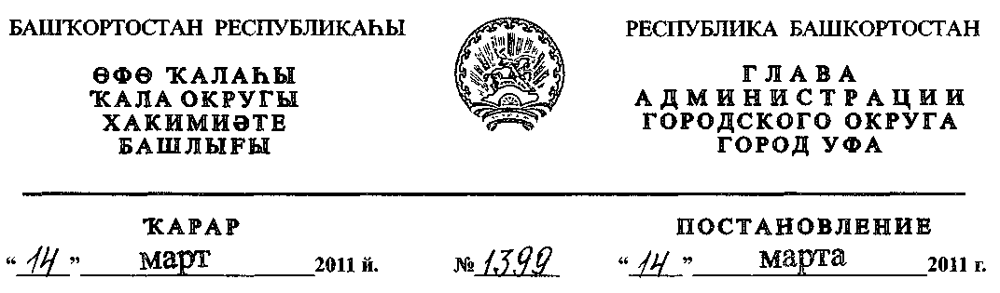 БАШҠОРТОСТАН РЕСПУБЛИКАҺЫ
ӨФӨ ҠАЛАҺЫ
ҠАЛА ОКРУГЫ
ХАКИМИӘТЕ
БАШЛЫҒЫ
РЕСПУБЛИКА БАШКОРТОСТАН
ГЛАВА
АДМИНИСТРАЦИИ
ГОРОДСКОГО ОКРУГА
ГОРОД УФА
ҠАРАР
ПОСТАНОВЛЕНИЕ
“14” март 2011 й. № 1399 “14” марта 2011 г.